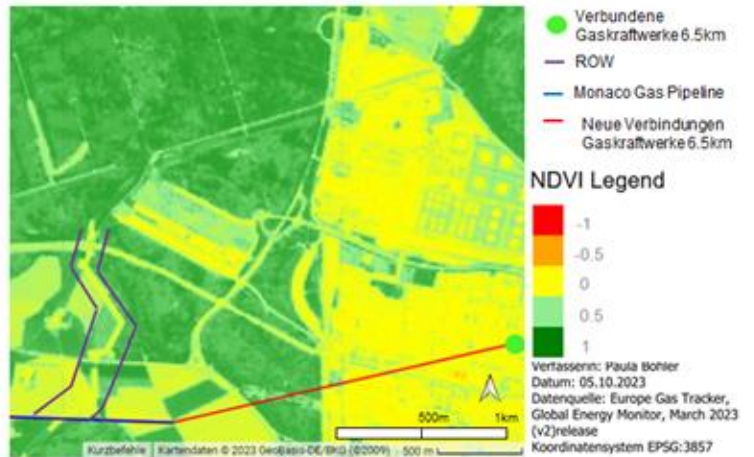 Verbundene
Gaskraftwerke 6.5km
ROW
Monaco Gas Pipeline
Neue Verbindungen
Gaskraftwerke 6.5km
NDVI Legend
-1
-0.5
0
0.5
1
Verfasserin: Paula Bohler
Datum: 05.10.2023
Datenquelle: Europe Gas Tracker,
Global Energy Monitor, March 2023
(v2)release
Koordinatensystem EPSG:3857
500m 1km
Kurzbefehle Kartendaten © 2023 GeoBasis-DE/BKG (©2009) 500 m